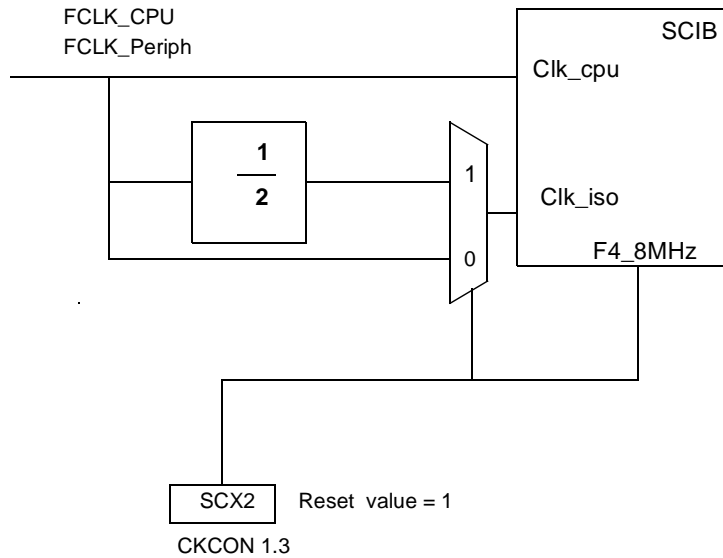 FCLK_CPU
FCLK_Periph
SCIB
Clk_cpu
1
2
1
Clk_iso
0
F4_8MHz
SCX2
Reset value = 1
CKCON 1.3